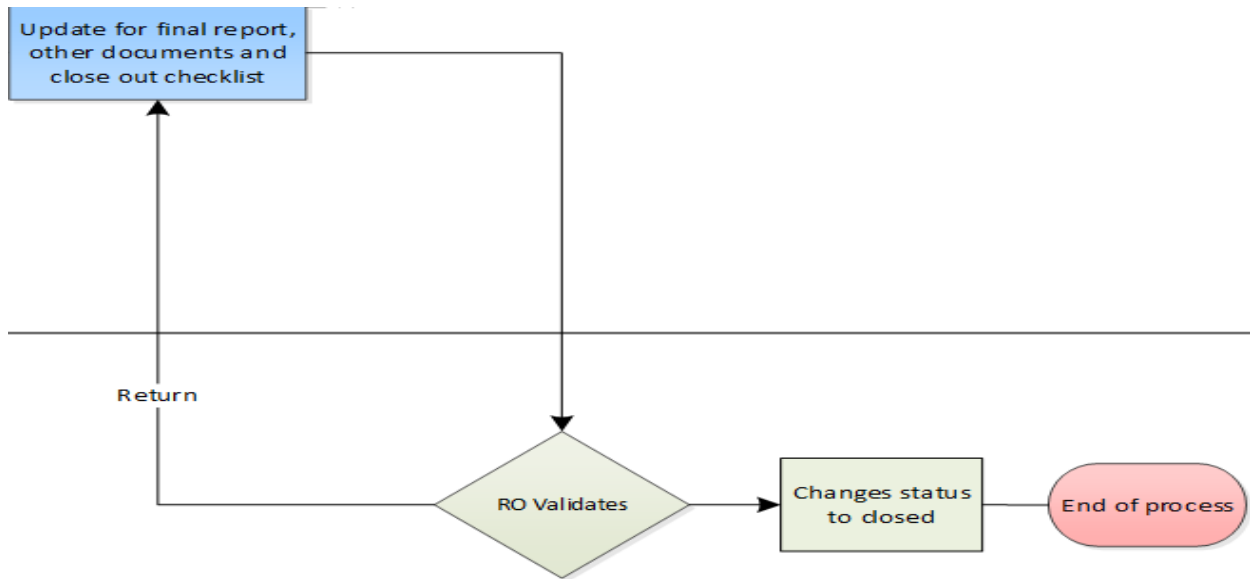 Update for final report,
other documents and
close out checklist
Return
RO Validates
Changes status
to closed
End of process